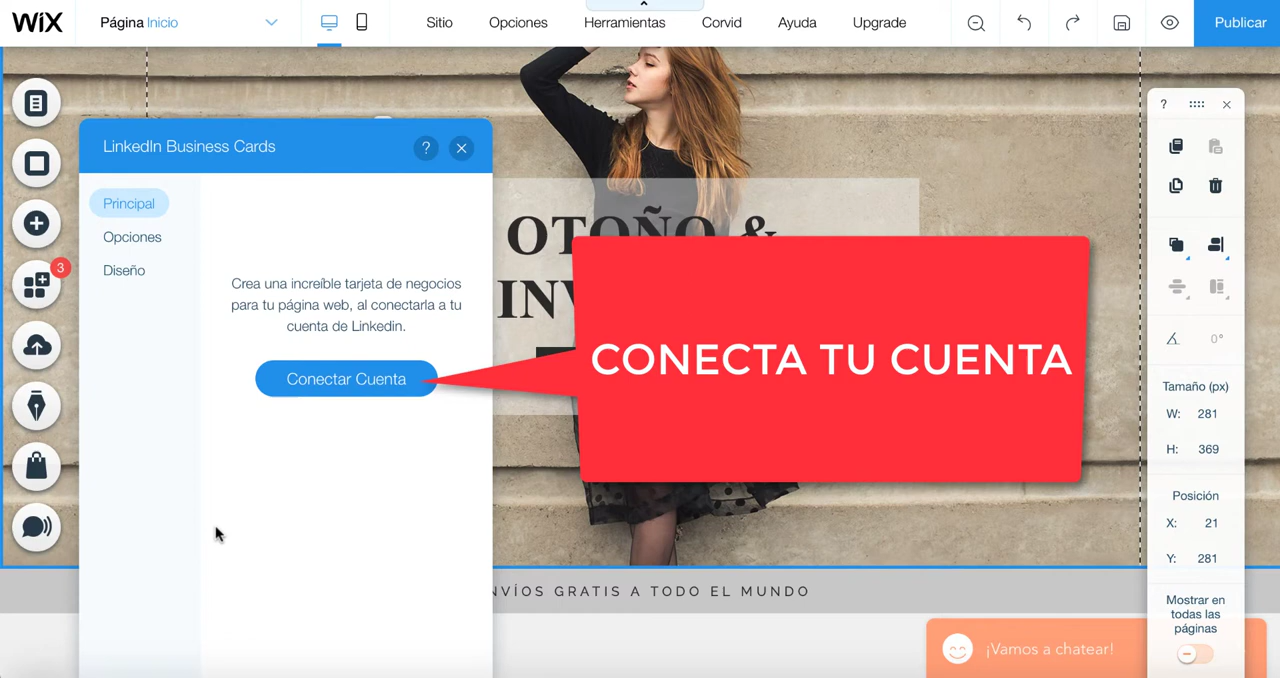 WiX
Página Inicio
Sitio
Opciones
Herramientas
Corvid
Ayuda
Upgrade
Publicar
LinkedIn Business Cards
?
Principal
Opciones
Diseño
3
Crea una increíble tarjeta de negocios
para tu página web, al conectarla a tu
cuenta de Linkedin.
Conectar Cuenta
OTOÑO &
CONECTA TU CUENTA
ENVÍOS GRATIS A TODO EL MUNDO
¡Vamos a chatear!
?
0°
Tamaño (px)
W: 281
H: 369
Posición
X: 21
Y: 281
Mostrar en
todas las
páginas